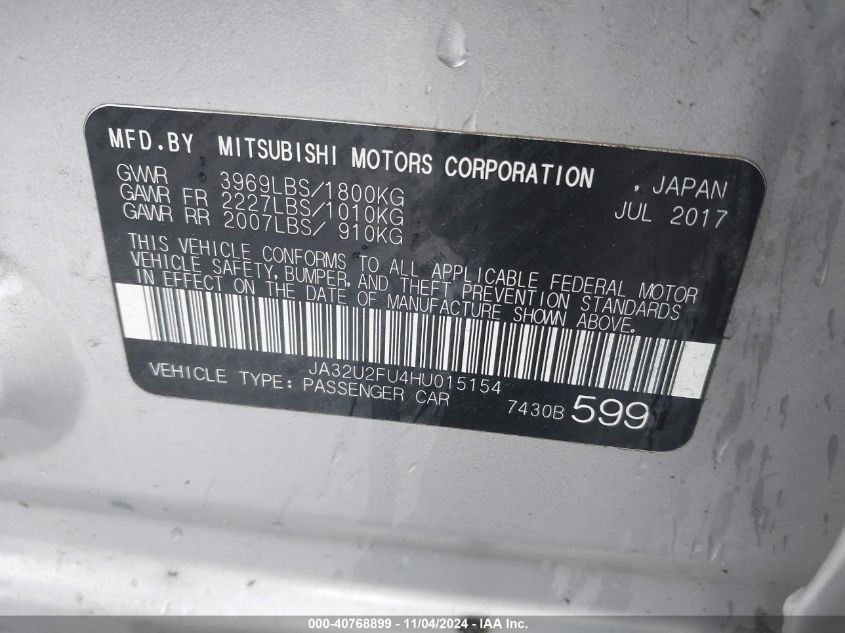 MFD.BY MITSUBISHI MOTORS CORPORATION , JAPAN
GVWR 3969LBS/1800KG JUL 2017
GAWR FR 2227LBS/1010KG
GAWR RR 2007LBS/ 910KG
THIS VEHICLE CONFORMS TO ALL APPLICABLE FEDERAL MOTOR
VEHICLE SAFETY, BUMPER, AND THEFT PREVENTION STANDARDS
IN EFFECT ON THE DATE OF MANUFACTURE SHOWN ABOVE.
JA32U2FU4HU015154
VEHICLE TYPE: PASSENGER CAR 7430B 599
000-40768899 - 11/04/2024 - IAA Inc.